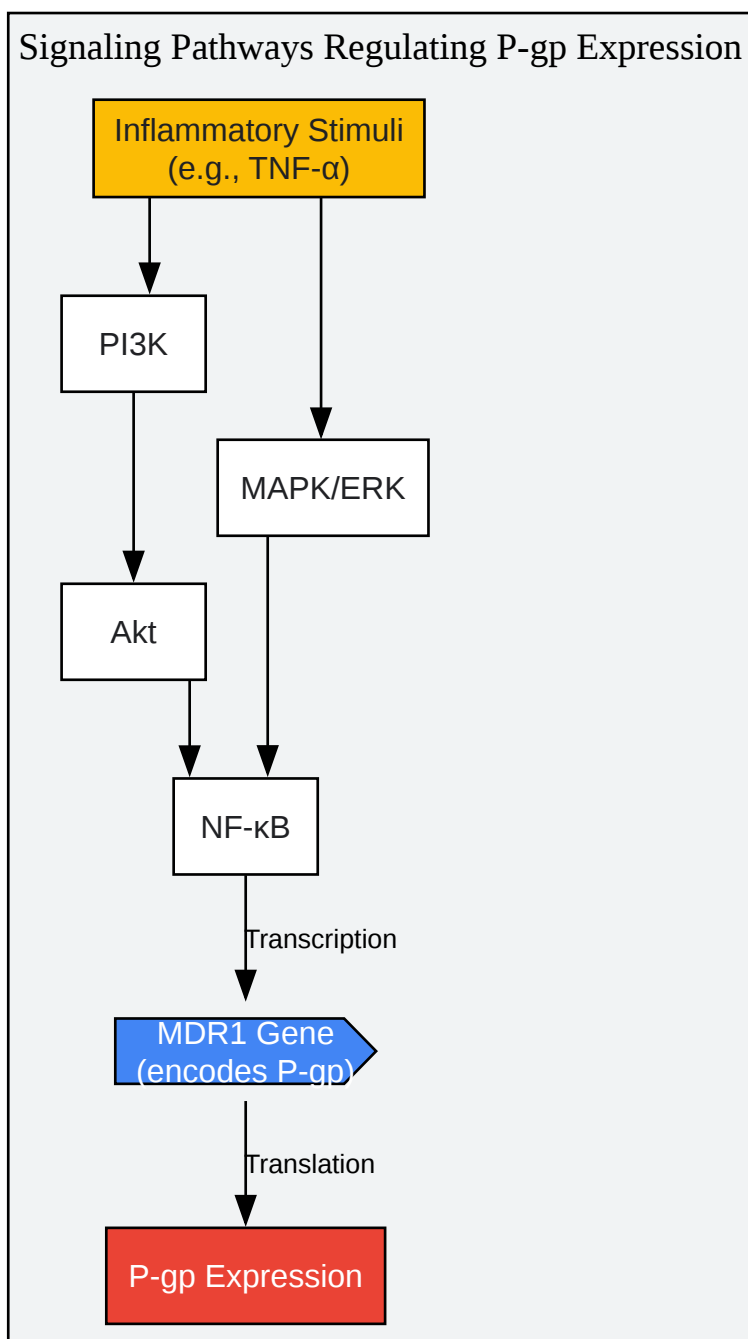 Signaling Pathways Regulating P-gp Expression
Inflammatory Stimuli
(e.g., TNF-α)
PI3K
MAPK/ERK
Akt
NF-κB
Transcription
MDR1 Gene
(encodes P-gp)
Translation
P-gp Expression